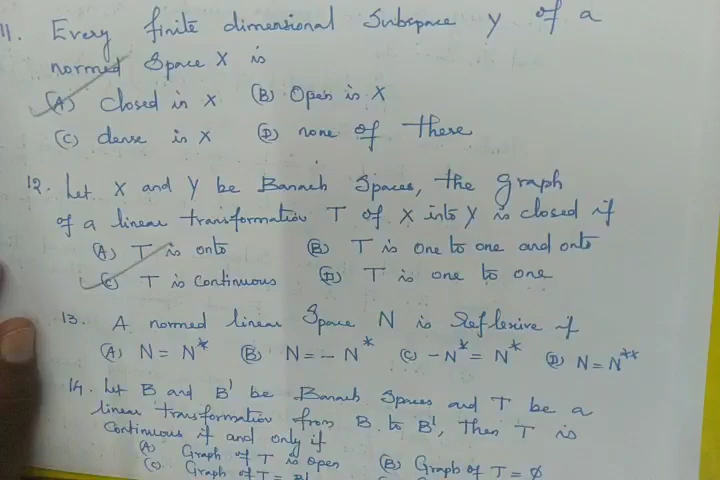 11. Every finite dimensional Subspace Y of a
normed Space X is
(A) closed in X (B) Open is X
(C) dense is X (D) none of these
12. Let X and Y be Banach Spaces, the graph
of a linear transformation T of X into Y is closed if
(A) T is onto (B) T is one to one and onto
(C) T is continuous (D) T is one to one
13. A normed linear Space N is Reflexive if
(A) N = N* (B) N = - N* (C) -N* = N* (D) N = N**
14. Let B and B' be Banach Spaces and T be a
linear transformation from B to B', then T is
continuous if and only if
(A) Graph of T is open (B) Graph of T = ∅
(C) Graph of T = B'